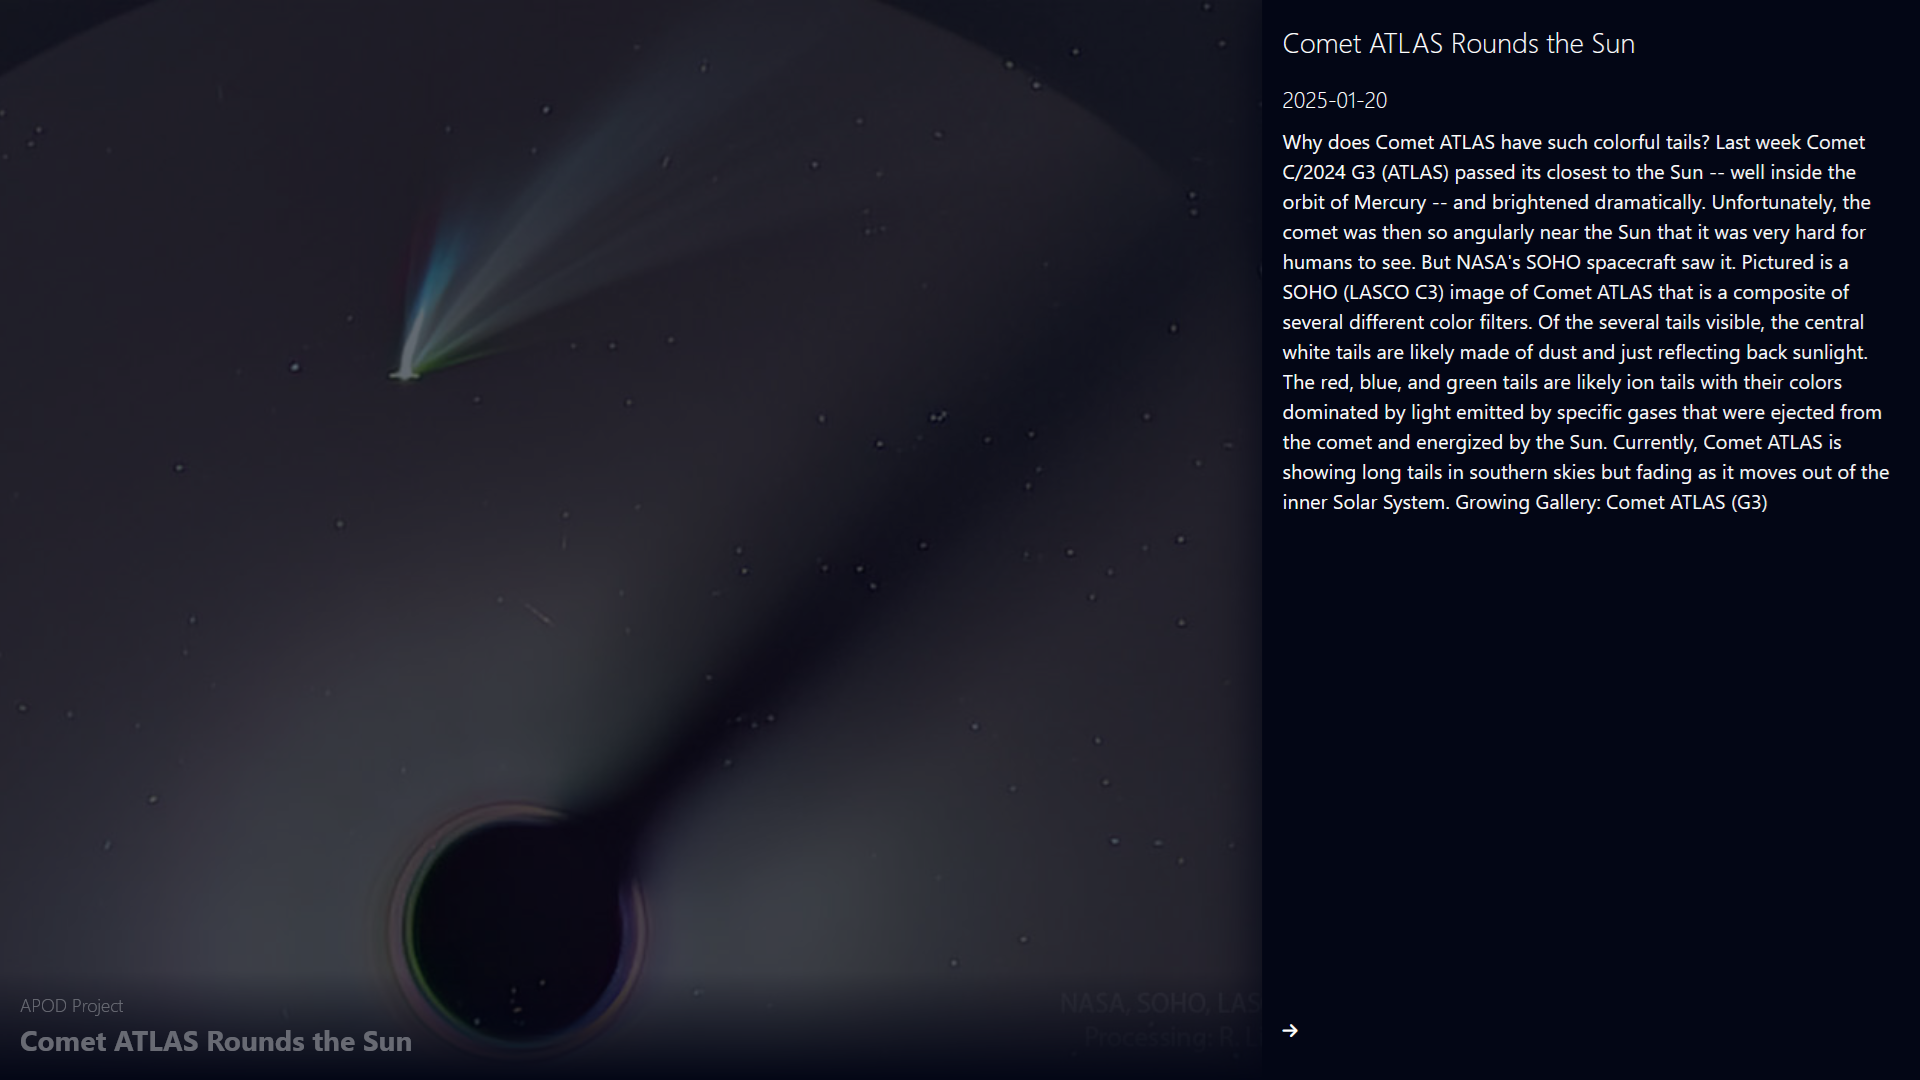 Comet ATLAS Rounds the Sun
2025-01-20
Why does Comet ATLAS have such colorful tails? Last week Comet
C/2024 G3 (ATLAS) passed its closest to the Sun -- well inside the
orbit of Mercury -- and brightened dramatically. Unfortunately, the
comet was then so angularly near the Sun that it was very hard for
humans to see. But NASA's SOHO spacecraft saw it. Pictured is a
SOHO (LASCO C3) image of Comet ATLAS that is a composite of
several different color filters. Of the several tails visible, the central
white tails are likely made of dust and just reflecting back sunlight.
The red, blue, and green tails are likely ion tails with their colors
dominated by light emitted by specific gases that were ejected from
the comet and energized by the Sun. Currently, Comet ATLAS is
showing long tails in southern skies but fading as it moves out of the
inner Solar System. Growing Gallery: Comet ATLAS (G3)
NASA, SOHO, LAS
Processing: R.
APOD Project
Comet ATLAS Rounds the Sun